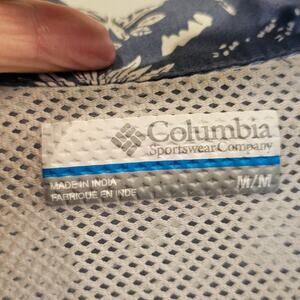 Columbia
Sportswear Company
MADE IN INDIA
FABRIQUÉ EN INDE
M/M